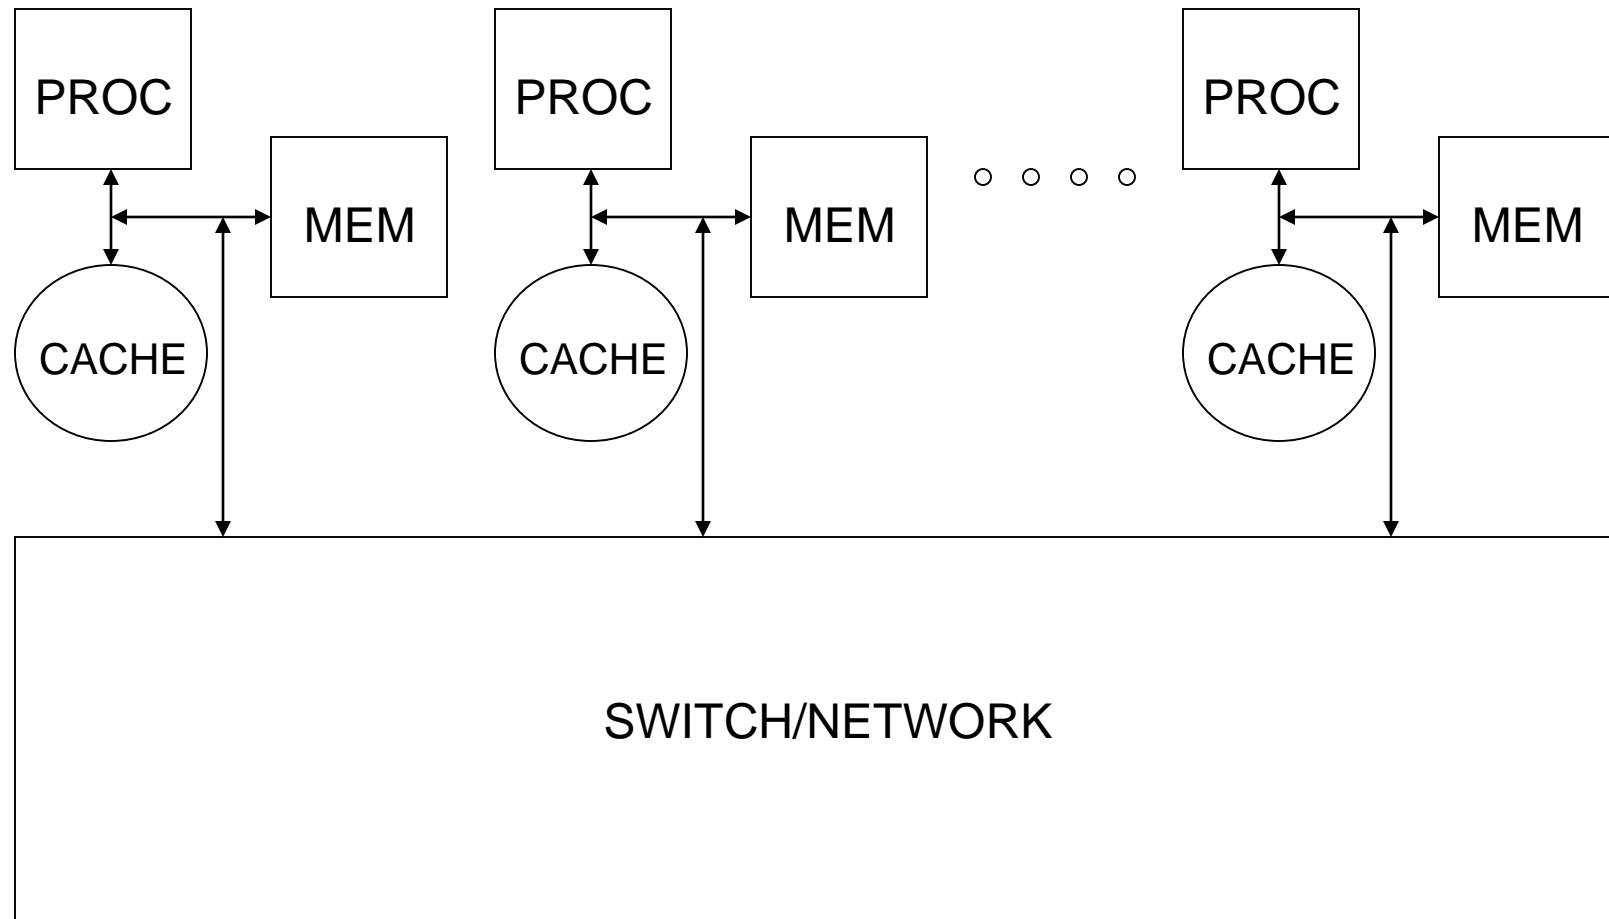 PROC
MEM
CACHE
PROC
MEM
CACHE
PROC
MEM
CACHE
SWITCH/NETWORK